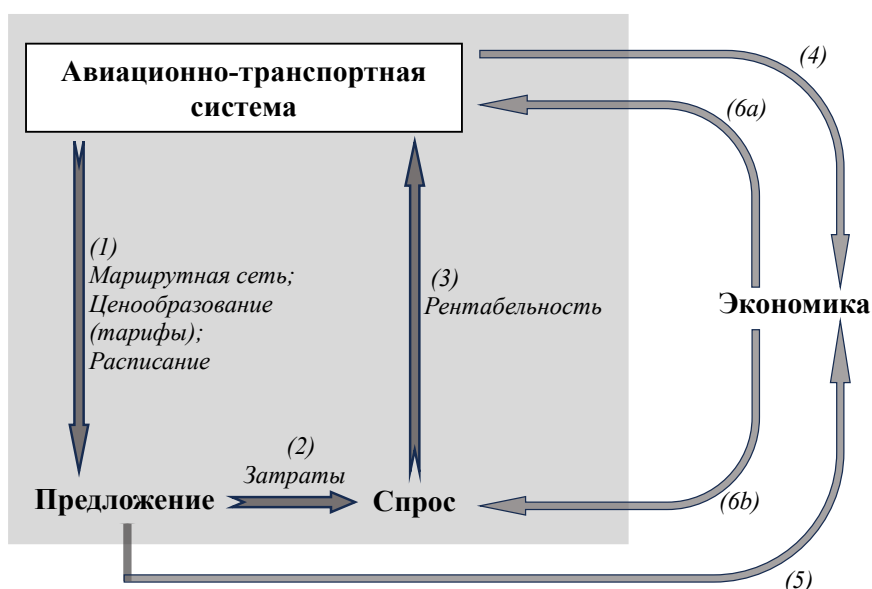 Авиационно-транспортная
система
(4)
(6a)
(1)
Маршрутная сеть;
Ценообразование
(тарифы);
Расписание
(3)
Рентабельность
Экономика
(2)
Затраты
Предложение
Спрос
(6b)
(5)